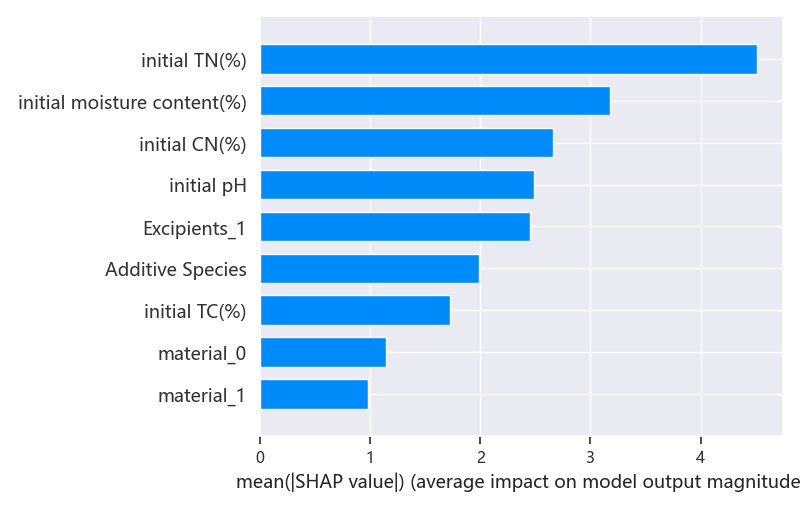 initial TN(%)
initial moisture content(%)
initial CN(%)
initial pH
Excipients_1
Additive Species
initial TC(%)
material_0
material_1
0 1 2 3 4
mean(|SHAP value|) (average impact on model output magnitude